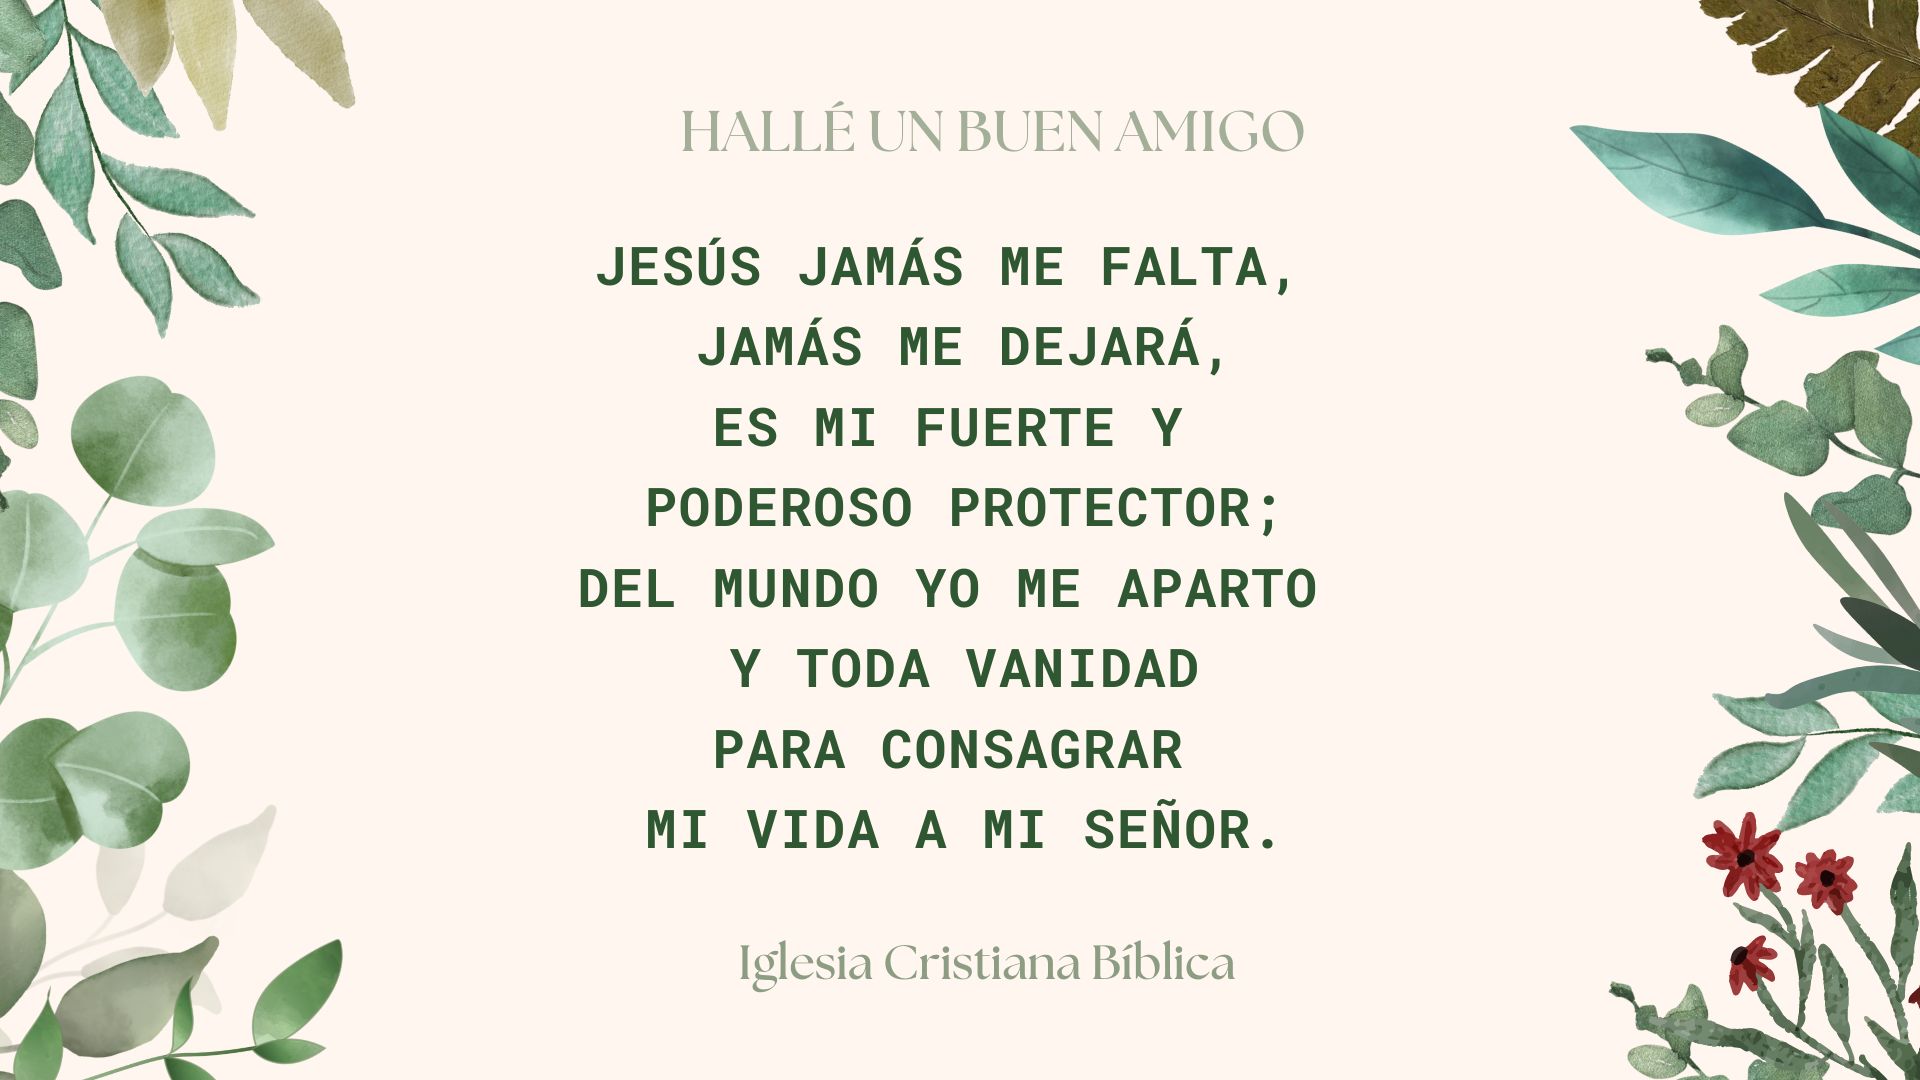 HALLÉ UN BUEN AMIGO
JESÚS JAMÁS ME FALTA,
JAMÁS ME DEJARÁ,
ES MI FUERTE Y
PODEROSO PROTECTOR;
DEL MUNDO YO ME APARTO
Y TODA VANIDAD
PARA CONSAGRAR
MI VIDA A MI SEÑOR.
Iglesia Cristiana Bíblica